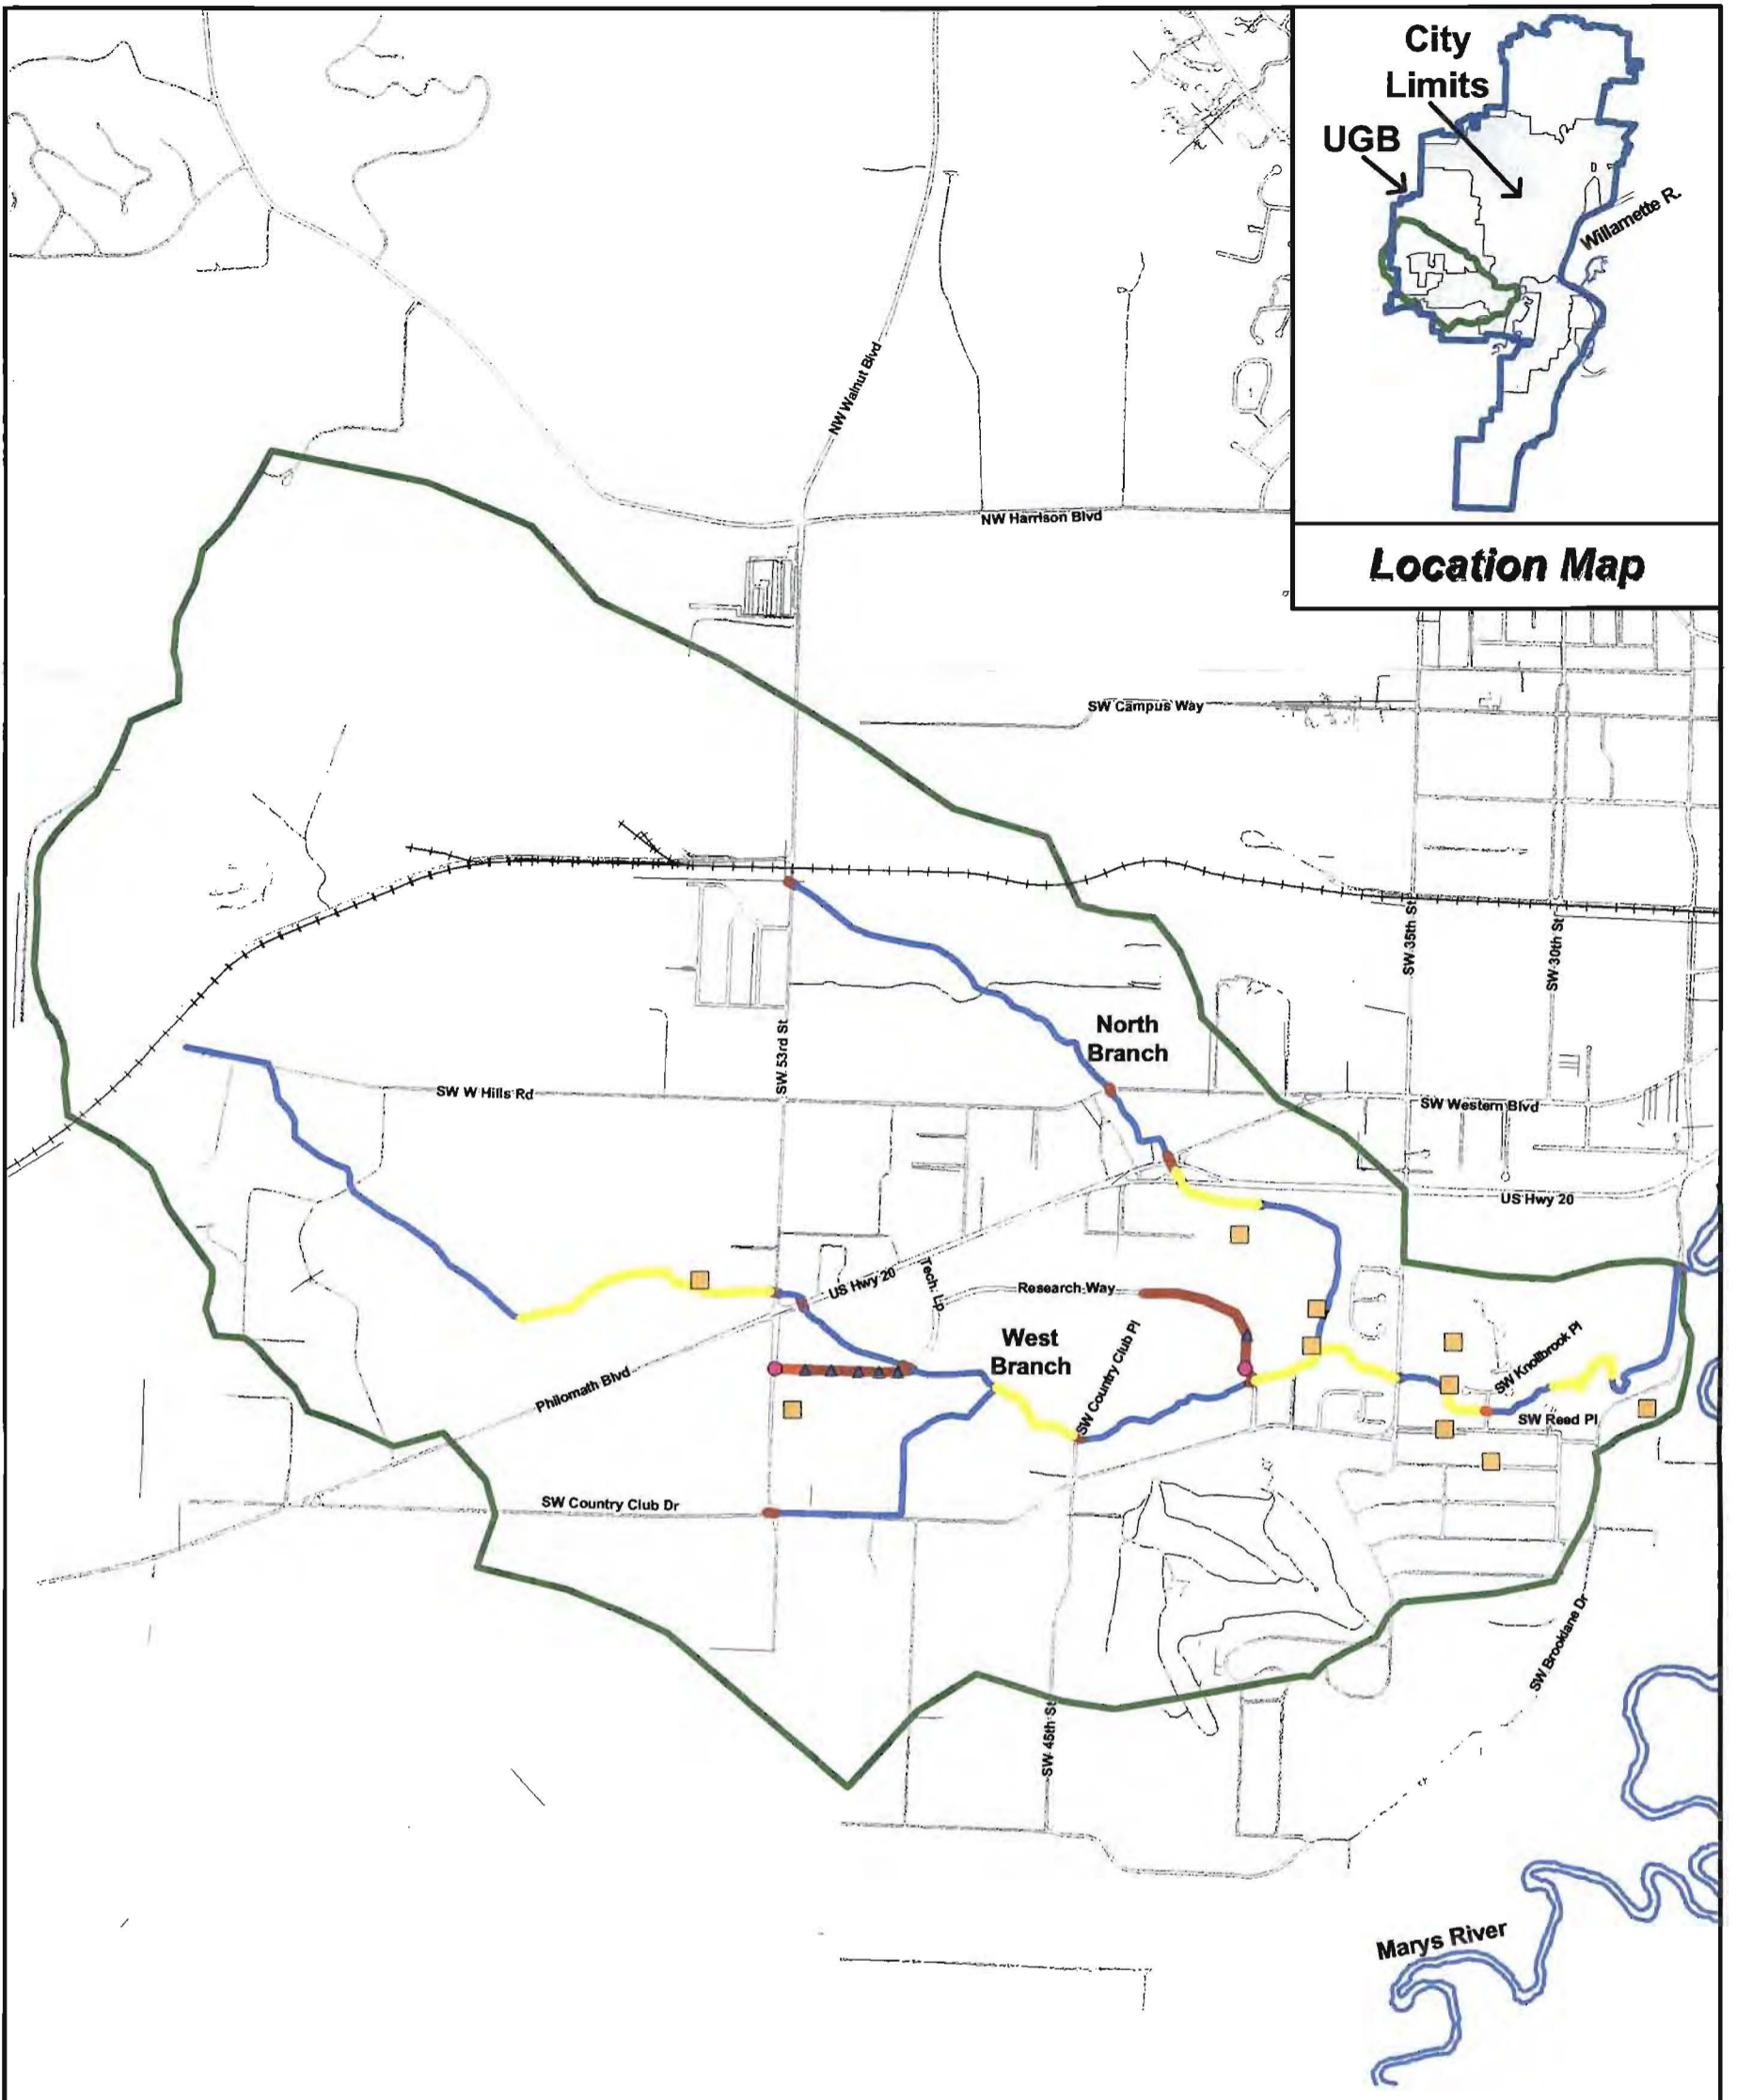 City
Limits
UGB
Willamette R.
Location Map
NW Walnut Blvd
NW Harrison Blvd
SW Campus Way
SW 35th St
SW 30th St
North
Branch
SW 53rd St
SW W Hills Rd
SW Western Blvd
US Hwy 20
US Hwy 20
Tech. Lp
Research Way
West
Branch
SW Country Club Pl
SW Knollbrook Pl
SW Reed Pl
Philomath Blvd
SW Country Club Dr
SW Brooklane Dr
SW 45th St
Marys River